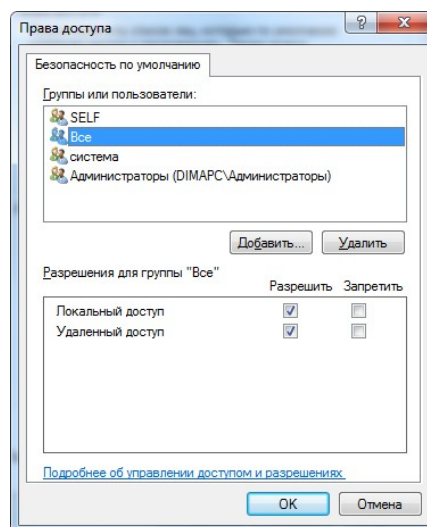 Права доступа
Безопасность по умолчанию
Группы или пользователи:
SELF
Все
система
Администраторы (DIMAPC\Администраторы)
Добавить... Удалить
Разрешения для группы "Все"
Разрешить Запретить
Локальный доступ
Удаленный доступ
Подробнее об управлении доступом и разрешениях
OK Отмена